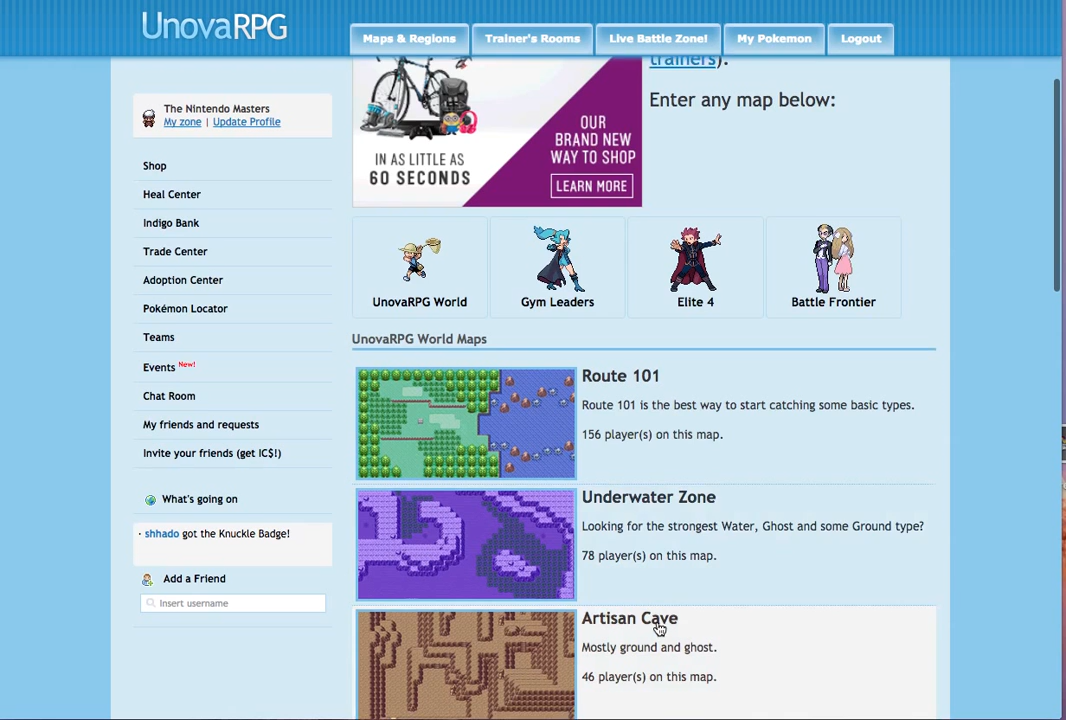 UnovaRPG
Maps & Regions
Trainer's Rooms
Live Battle Zone!
My Pokemon
Logout
The Nintendo Masters
My zone | Update Profile
Shop
Heal Center
Indigo Bank
Trade Center
Adoption Center
Pokémon Locator
Teams
Events New!
Chat Room
My friends and requests
Invite your friends (get IC$!)
What's going on
· shhado got the Knuckle Badge!
Add a Friend
Insert username
IN AS LITTLE AS
60 SECONDS
OUR
BRAND NEW
WAY TO SHOP
LEARN MORE
trainers).
Enter any map below:
UnovaRPG World
Gym Leaders
Elite 4
Battle Frontier
UnovaRPG World Maps
Route 101
Route 101 is the best way to start catching some basic types.
156 player(s) on this map.
Underwater Zone
Looking for the strongest Water, Ghost and some Ground type?
78 player(s) on this map.
Artisan Cave
Mostly ground and ghost.
46 player(s) on this map.